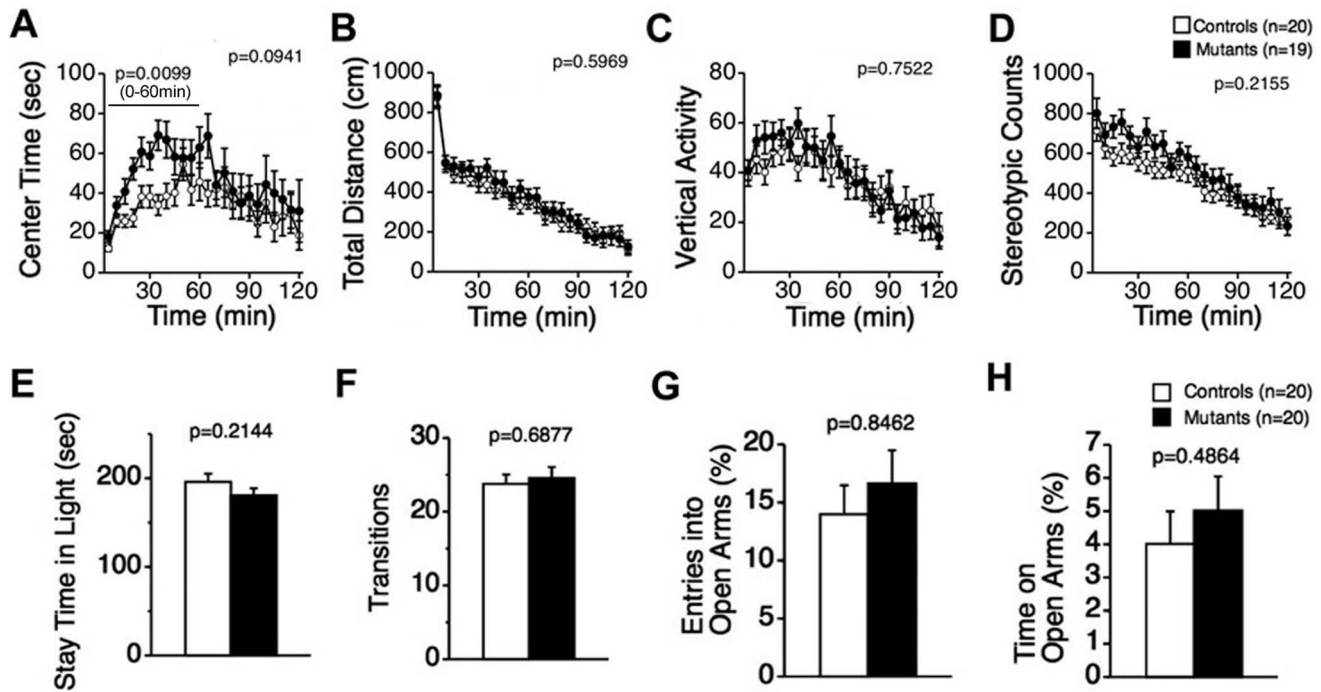 A
p=0.0099
(0-60min)
p=0.0941
Center Time (sec)
100
80
60
40
20
0
30 60 90 120
Time (min)
B
p=0.5969
Total Distance (cm)
1000
800
600
400
200
0
30 60 90 120
Time (min)
C
p=0.7522
Vertical Activity
80
60
40
20
0
30 60 90 120
Time (min)
D
Controls (n=20)
Mutants (n=19)
p=0.2155
Stereotypic Counts
1000
800
600
400
200
0
30 60 90 120
Time (min)
E
p=0.2144
Stay Time in Light (sec)
200
100
0
F
p=0.6877
Transitions
30
20
10
0
G
p=0.8462
Entries into
Open Arms (%)
20
15
10
5
0
H
Controls (n=20)
Mutants (n=20)
p=0.4864
Time on
Open Arms (%)
7
6
5
4
3
2
1
0